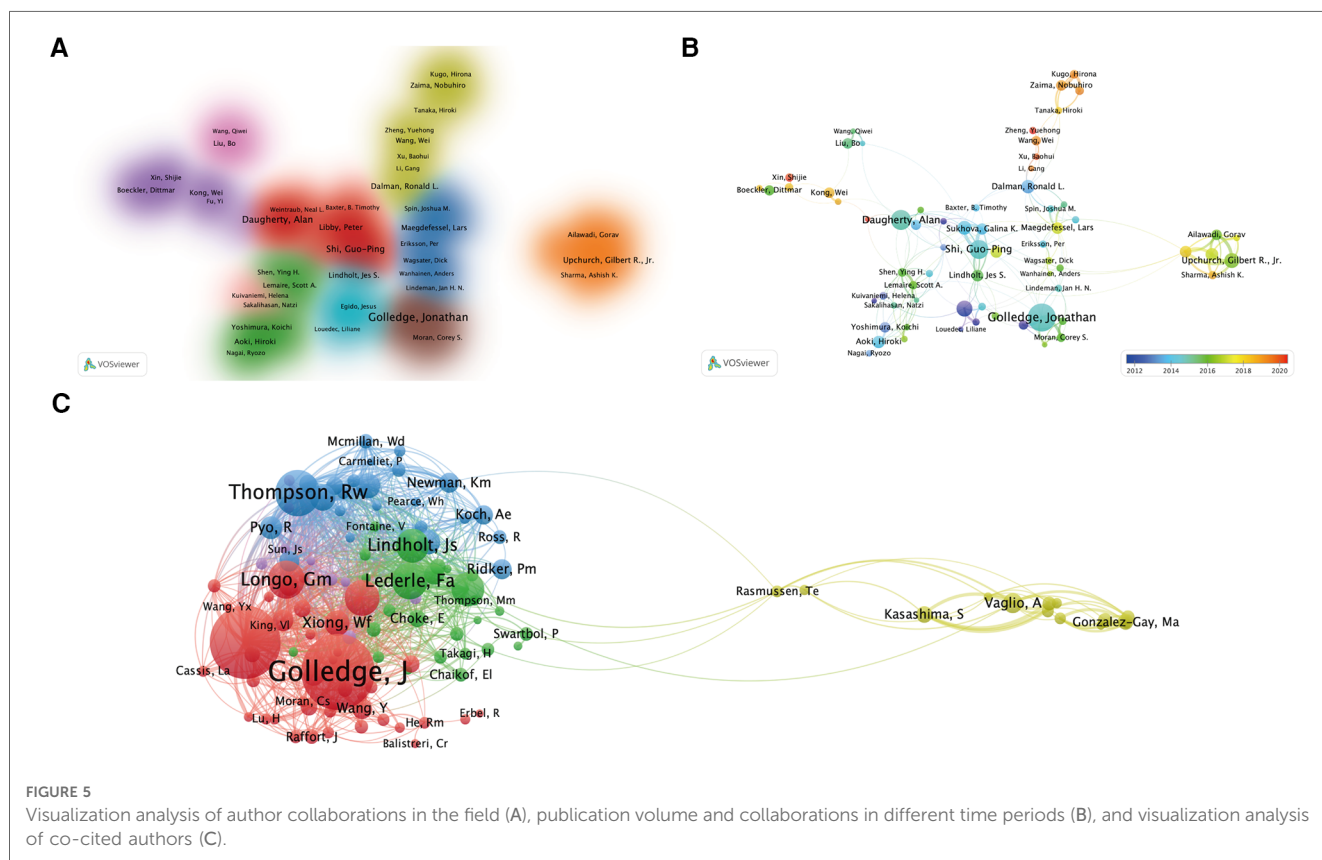 A
Kugo, Hirona
Zaima, Nobuhiro
Tanaka, Hiroki
Zheng, Yuehong
Wang, Wei
Xu, Baohui
Li, Gang
Dalman, Ronald L.
Wang, Qiwei
Liu, Bo
Xin, Shijie
Boeckler, Dittmar
Kong, Wei
Fu, Yi
Weintraub, Neal L.
Baxter, B. Timothy
Daugherty, Alan
Libby, Peter
Shi, Guo-Ping
Spin, Joshua M.
Maegdefessel, Lars
Eriksson, Per
Wagsater, Dick
Wanhainen, Anders
Lindeman, Jan H. N.
Shen, Ying H.
Lemaire, Scott A.
Kuivaniemi, Helena
Sakalihasan, Natzi
Lindholt, Jes S.
Egido, Jesus
Louedec, Liliane
Golledge, Jonathan
Moran, Corey S.
Yoshimura, Koichi
Aoki, Hiroki
Nagai, Ryozo
Ailawadi, Gorav
Upchurch, Gilbert R., Jr.
Sharma, Ashish K.
VOSviewer
B
Kugo, Hirona
Zaima, Nobuhiro
Tanaka, Hiroki
Zheng, Yuehong
Wang, Wei
Xu, Baohui
Li, Gang
Dalman, Ronald L.
Wang, Qiwei
Liu, Bo
Xin, Shijie
Boeckler, Dittmar
Kong, Wei
Baxter, B. Timothy
Daugherty, Alan
Sukhova, Galina K.
Shi, Guo-Ping
Spin, Joshua M.
Maegdefessel, Lars
Eriksson, Per
Wagsater, Dick
Wanhainen, Anders
Lindeman, Jan H. N.
Shen, Ying H.
Lemaire, Scott A.
Kuivaniemi, Helena
Sakalihasan, Natzi
Lindholt, Jes S.
Louedec, Liliane
Golledge, Jonathan
Moran, Corey S.
Yoshimura, Koichi
Aoki, Hiroki
Nagai, Ryozo
Ailawadi, Gorav
Upchurch, Gilbert R., Jr.
Sharma, Ashish K.
VOSviewer
2012 2014 2016 2018 2020
C
Mcmillan, Wd
Carmeliet, P
Thompson, Rw
Newman, Km
Pearce, Wh
Koch, Ae
Pyo, R
Fontaine, V
Ross, R
Sun, Js
Lindholt, Js
Ridker, Pm
Longo, Gm
Lederle, Fa
Wang, Yx
Thompson, Mm
King, Vl
Xiong, Wf
Choke, E
Swartbol, P
Takagi, H
Cassis, La
Golledge, J
Chaikof, El
Moran, Cs
Wang, Y
Lu, H
He, Rm
Erbel, R
Raffort, J
Balistreri, Cr
Rasmussen, Te
Kasashima, S
Vaglio, A
Gonzalez-Gay, Ma
FIGURE 5
Visualization analysis of author collaborations in the field (A), publication volume and collaborations in different time periods (B), and visualization analysis
of co-cited authors (C).